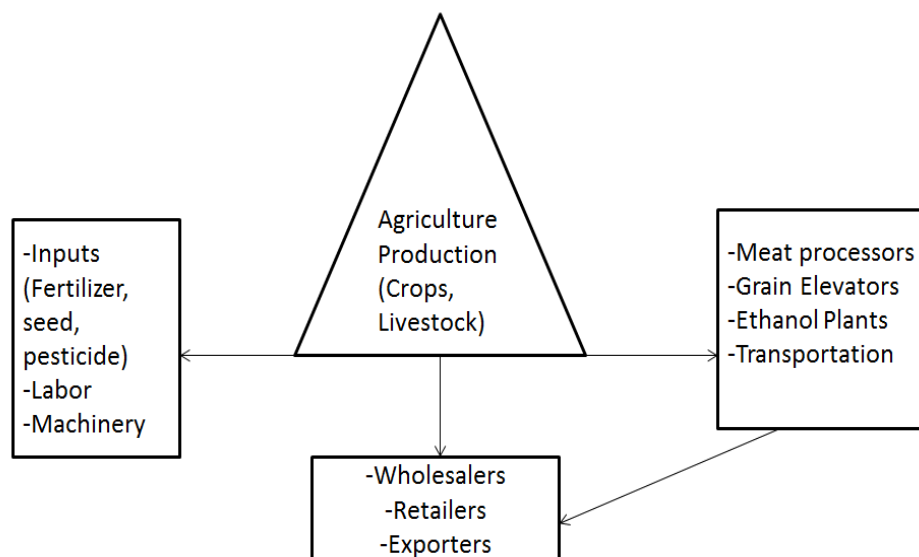 Agriculture
Production
(Crops,
Livestock)
-Inputs
(Fertilizer,
seed,
pesticide)
-Labor
-Machinery
-Meat processors
-Grain Elevators
-Ethanol Plants
-Transportation
-Wholesalers
-Retailers
-Exporters